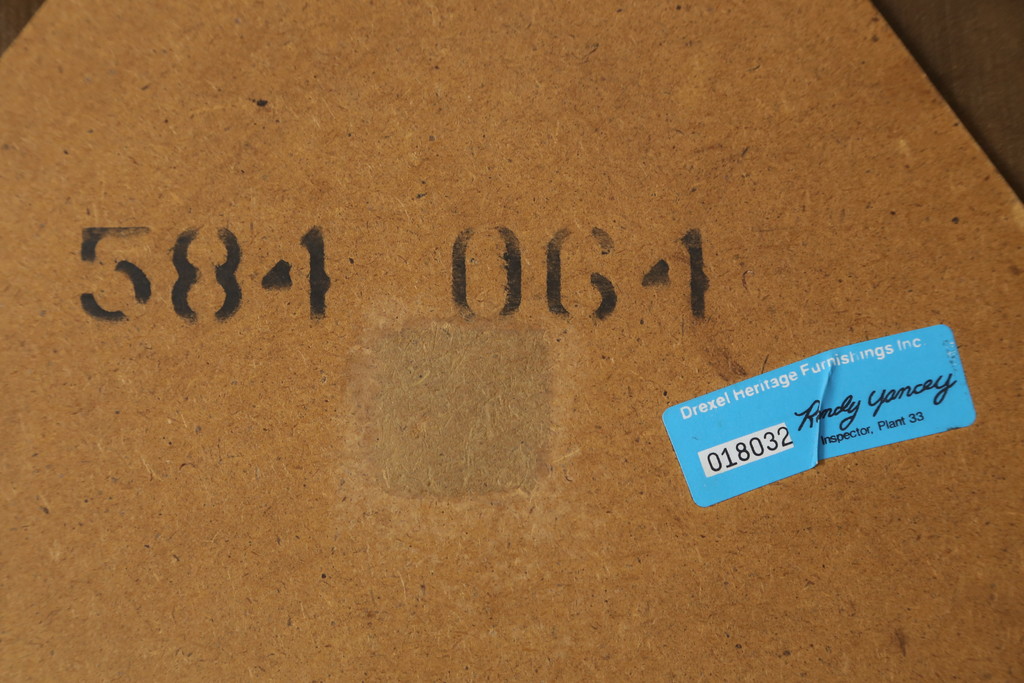 584 064
Drexel Heritage Furnishings Inc
Randy Yancey
018032
Inspector, Plant 33